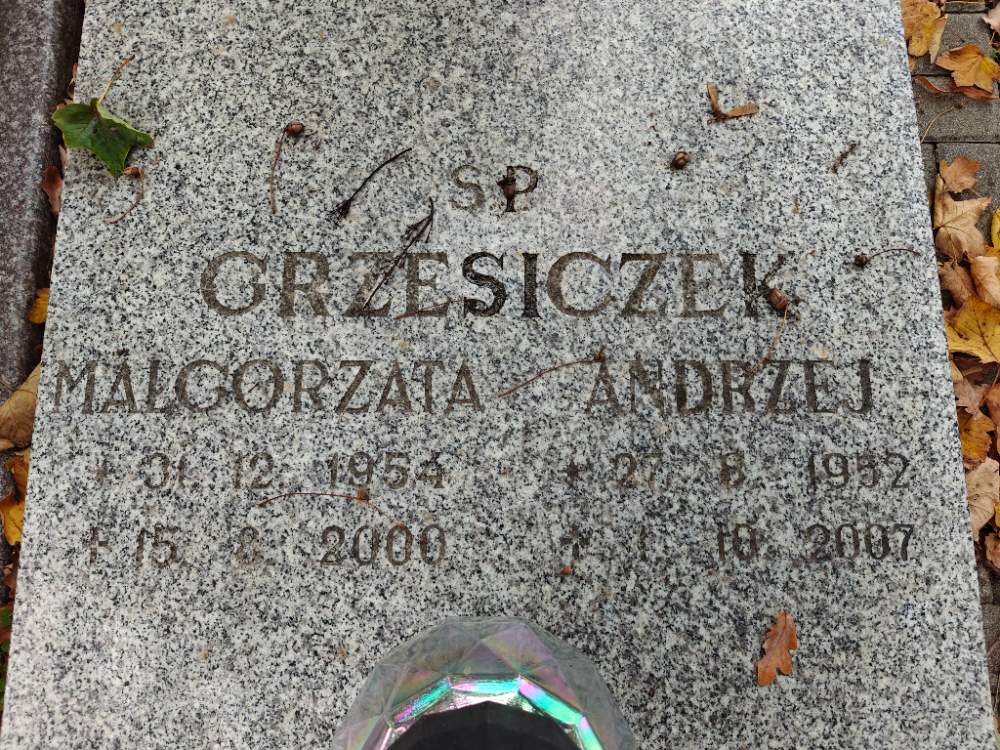 SP
GRZESICZEK
MAŁGORZATA ANDRZEJ
* 31. 12. 1954 * 27. 8. 1952
+ 15. 8. 2000 + 1. 10. 2007